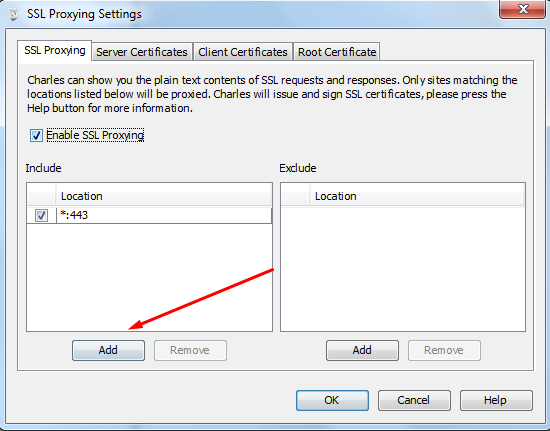 SSL Proxying Settings
SSL Proxying Server Certificates Client Certificates Root Certificate
Charles can show you the plain text contents of SSL requests and responses. Only sites matching the
locations listed below will be proxied. Charles will issue and sign SSL certificates, please press the
Help button for more information.
Enable SSL Proxying
Include Exclude
Location Location
*:443
Add Remove Add Remove
OK Cancel Help